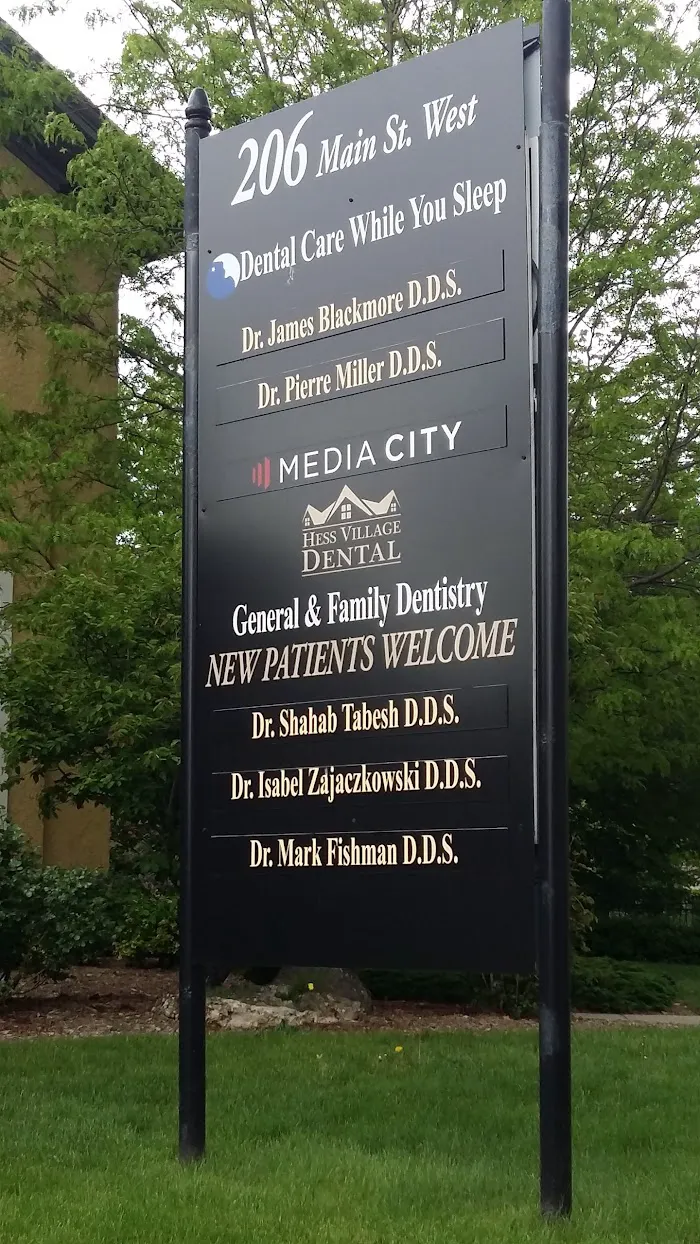 206 Main St. West
Dental Care While You Sleep
Dr. James Blackmore D.D.S.
Dr. Pierre Miller D.D.S.
MEDIA CITY
HESS VILLAGE
DENTAL
General & Family Dentistry
NEW PATIENTS WELCOME
Dr. Shahab Tabesh D.D.S.
Dr. Isabel Zajaczkowski D.D.S.
Dr. Mark Fishman D.D.S.